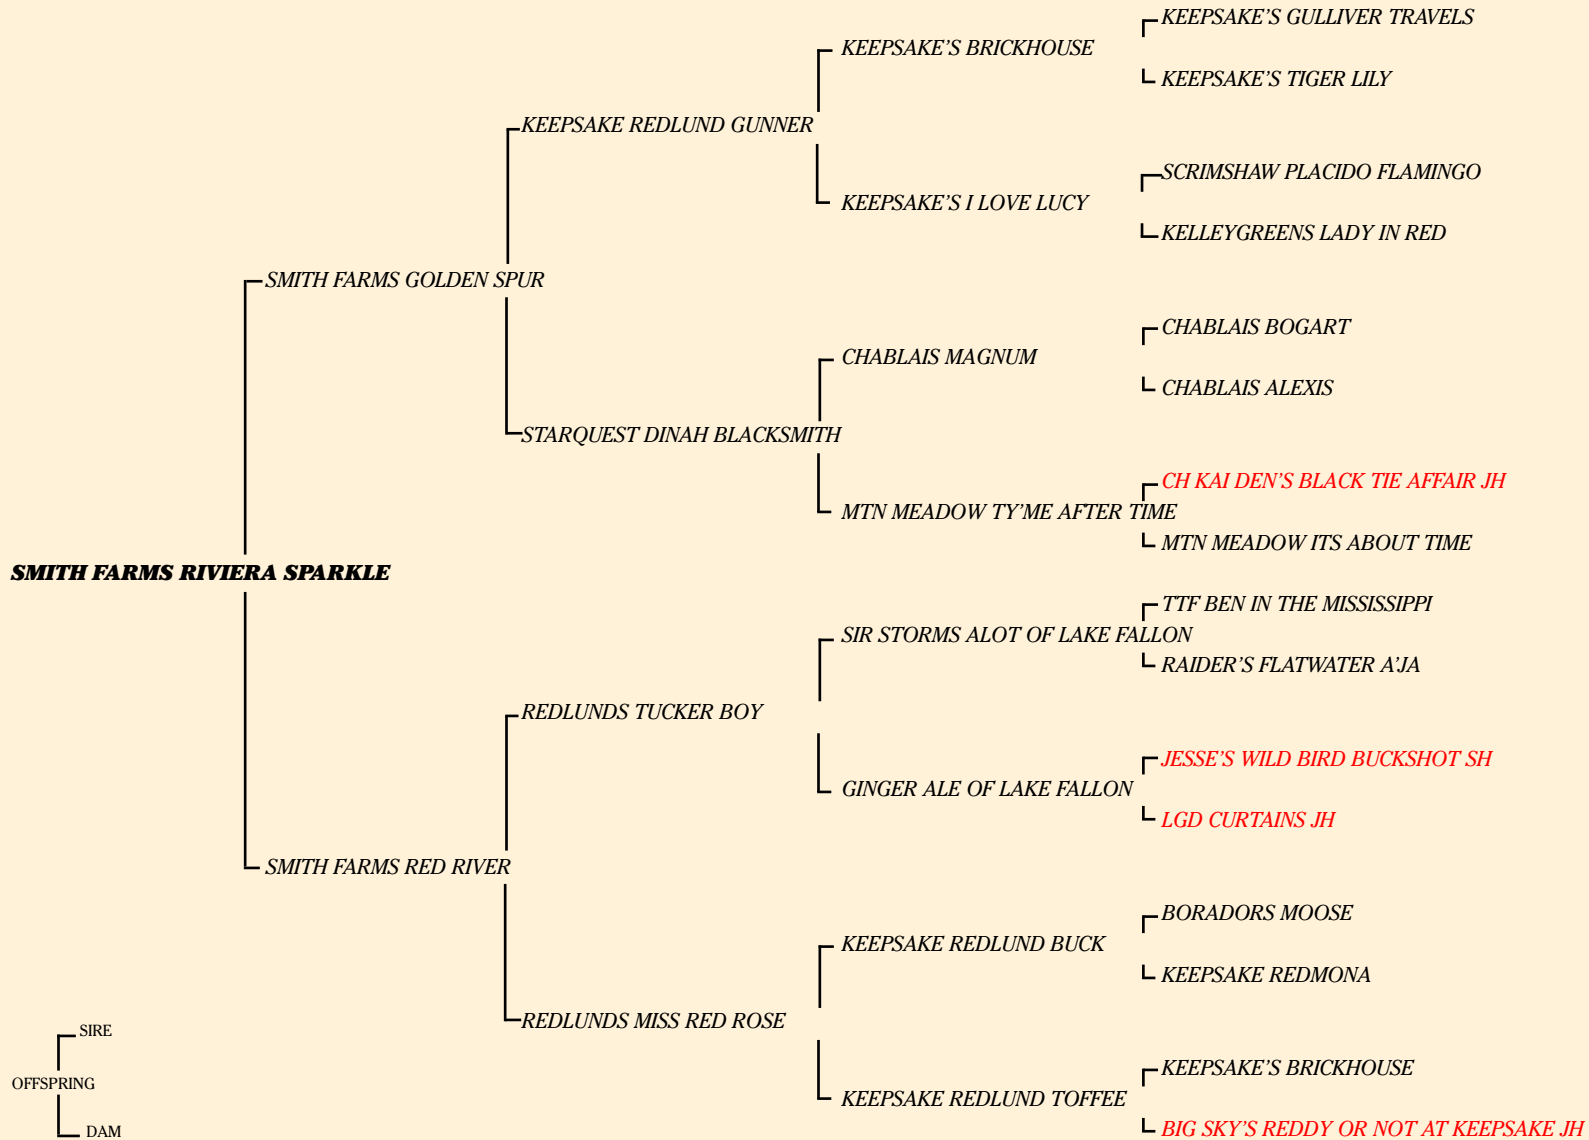 KEEPSAKE'S GULLIVER TRAVELS
KEEPSAKE'S BRICKHOUSE
KEEPSAKE'S TIGER LILY
KEEPSAKE REDLUND GUNNER
SCRIMSHAW PLACIDO FLAMINGO
KEEPSAKE'S I LOVE LUCY
KELLEYGREENS LADY IN RED
SMITH FARMS GOLDEN SPUR
CHABLAIS BOGART
CHABLAIS MAGNUM
CHABLAIS ALEXIS
STARQUEST DINAH BLACKSMITH
CH KAI DEN'S BLACK TIE AFFAIR JH
MTN MEADOW TY'ME AFTER TIME
MTN MEADOW ITS ABOUT TIME
SMITH FARMS RIVIERA SPARKLE
TTF BEN IN THE MISSISSIPPI
SIR STORMS ALOT OF LAKE FALLON
RAIDER'S FLATWATER A'JA
REDLUNDS TUCKER BOY
JESSE'S WILD BIRD BUCKSHOT SH
GINGER ALE OF LAKE FALLON
LGD CURTAINS JH
SMITH FARMS RED RIVER
BORADORS MOOSE
KEEPSAKE REDLUND BUCK
KEEPSAKE REDMONA
REDLUNDS MISS RED ROSE
KEEPSAKE'S BRICKHOUSE
KEEPSAKE REDLUND TOFFEE
BIG SKY'S REDDY OR NOT AT KEEPSAKE JH
SIRE
OFFSPRING
DAM